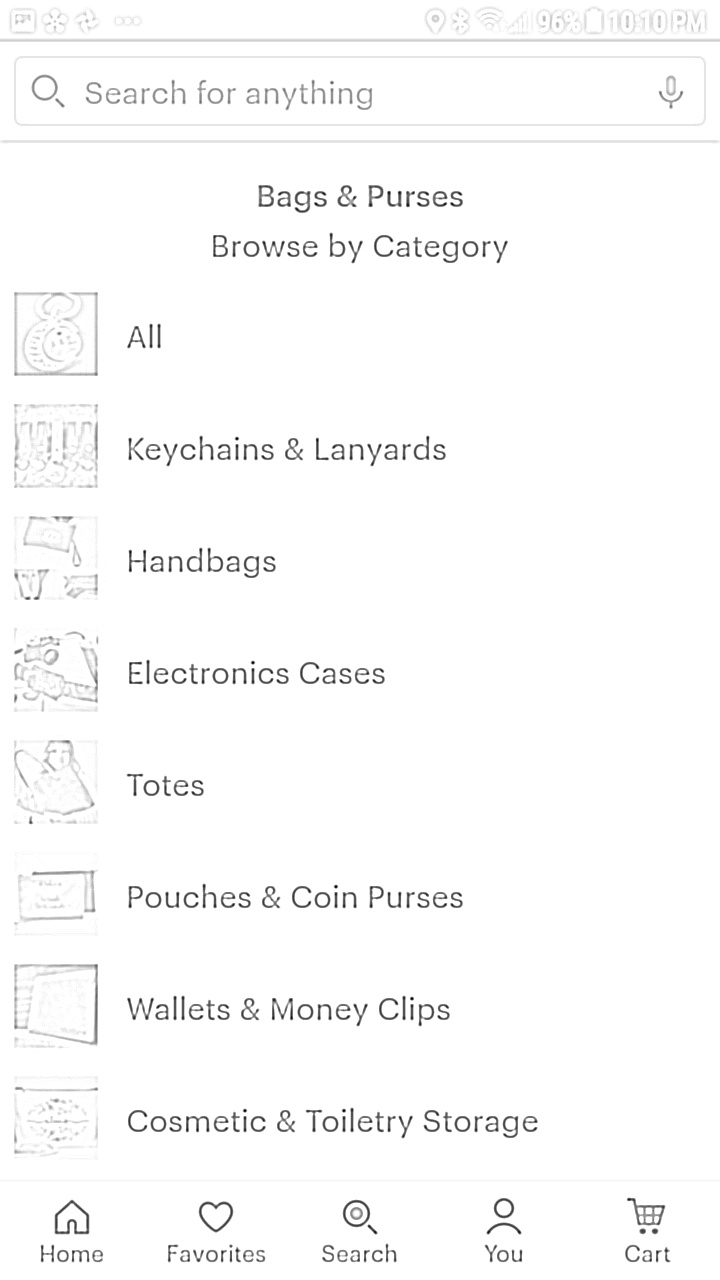 96% 10:10 PM
Search for anything
Bags & Purses
Browse by Category
All
Keychains & Lanyards
Handbags
Electronics Cases
Totes
Pouches & Coin Purses
Wallets & Money Clips
Cosmetic & Toiletry Storage
Home Favorites Search You Cart